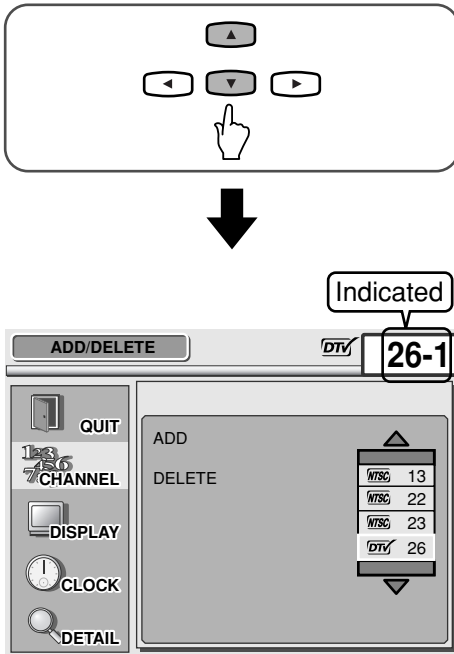 Indicated
ADD/DELETE
DTV 26-1
QUIT
123
456
7
CHANNEL
DISPLAY
CLOCK
DETAIL
ADD
DELETE
NTSC 13
NTSC 22
NTSC 23
DTV 26